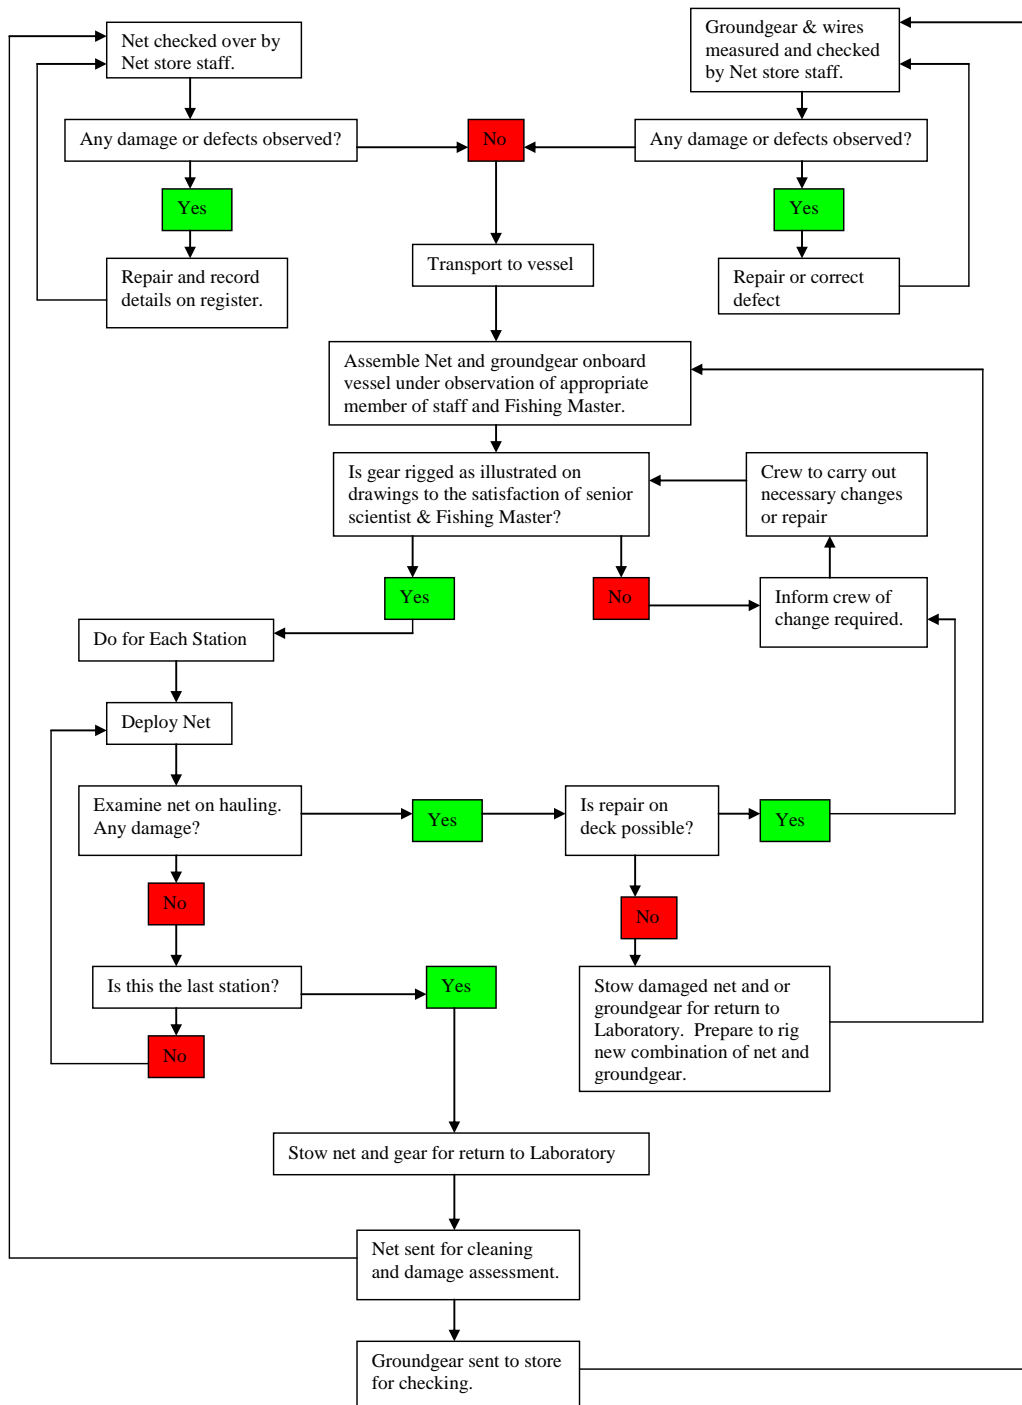 Net checked over by
Net store staff.
Groundgear & wires
measured and checked
by Net store staff.
Any damage or defects observed?
No
Any damage or defects observed?
Yes
Yes
Repair and record
details on register.
Transport to vessel
Repair or correct
defect
Assemble Net and groundgear onboard
vessel under observation of appropriate
member of staff and Fishing Master.
Is gear rigged as illustrated on
drawings to the satisfaction of senior
scientist & Fishing Master?
Crew to carry out
necessary changes
or repair
Yes
No
Inform crew of
change required.
Do for Each Station
Deploy Net
Examine net on hauling.
Any damage?
Yes
Is repair on
deck possible?
Yes
No
No
Is this the last station?
Yes
Stow damaged net and or
groundgear for return to
Laboratory.  Prepare to rig
new combination of net and
groundgear.
No
Stow net and gear for return to Laboratory
Net sent for cleaning
and damage assessment.
Groundgear sent to store
for checking.